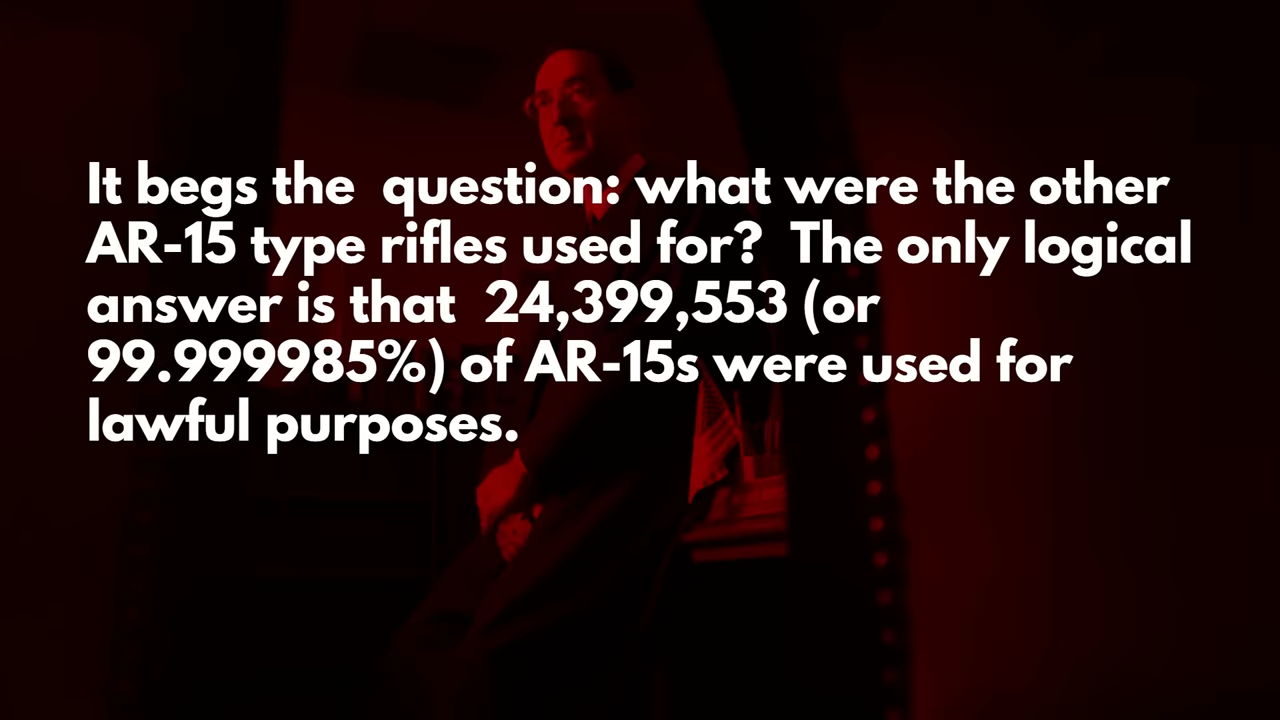 It begs the  question: what were the other
AR-15 type rifles used for?  The only logical
answer is that  24,399,553 (or
99.999985%) of AR-15s were used for
lawful purposes.